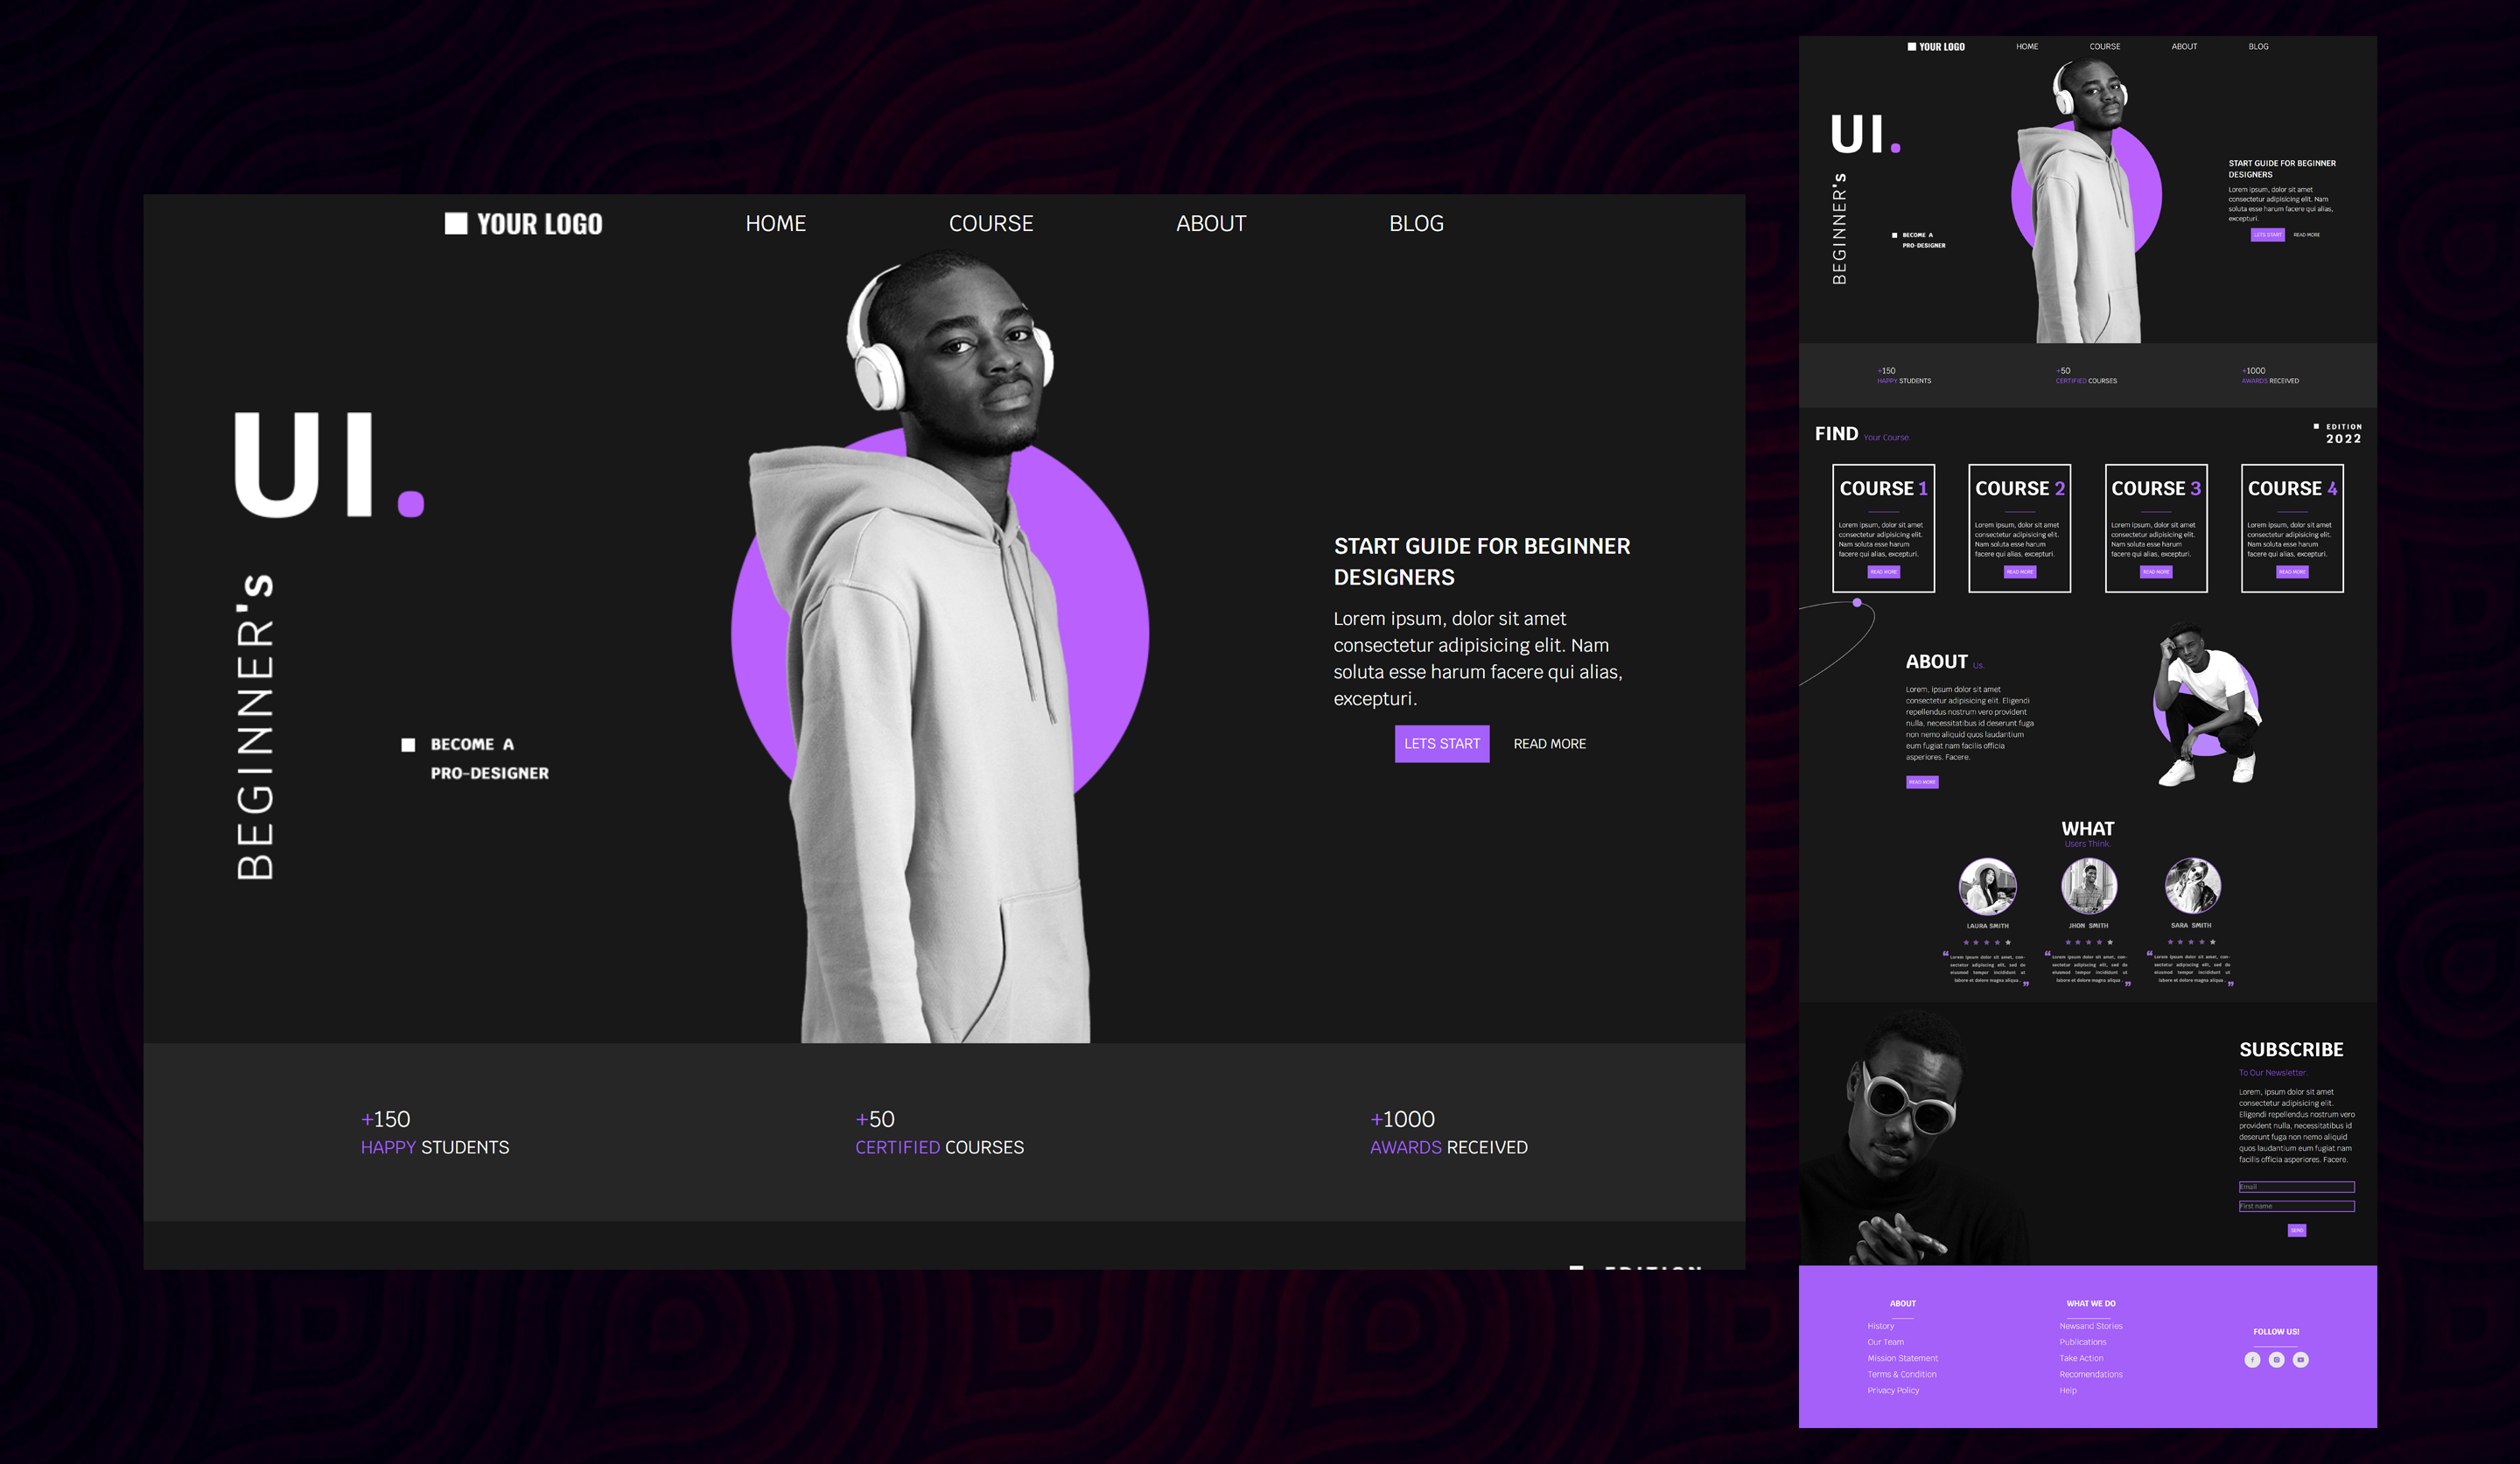 YOUR LOGO
HOME
COURSE
ABOUT
BLOG
UI.
BEGINNER's
BECOME A
PRO-DESIGNER
START GUIDE FOR BEGINNER
DESIGNERS
Lorem ipsum, dolor sit amet
consectetur adipisicing elit. Nam
soluta esse harum facere qui alias,
excepturi.
LETS START
READ MORE
+150
HAPPY STUDENTS
+50
CERTIFIED COURSES
+1000
AWARDS RECEIVED
EDITION
YOUR LOGO
HOME
COURSE
ABOUT
BLOG
UI.
BEGINNER's
BECOME A
PRO-DESIGNER
START GUIDE FOR BEGINNER
DESIGNERS
Lorem ipsum, dolor sit amet
consectetur adipisicing elit. Nam
soluta esse harum facere qui alias,
excepturi.
LETS START
READ MORE
+150
HAPPY STUDENTS
+50
CERTIFIED COURSES
+1000
AWARDS RECEIVED
FIND Your Course.
EDITION
2022
COURSE 1
Lorem ipsum, dolor sit amet
consectetur adipisicing elit.
Nam soluta esse harum
facere qui alias, excepturi.
READ MORE
COURSE 2
Lorem ipsum, dolor sit amet
consectetur adipisicing elit.
Nam soluta esse harum
facere qui alias, excepturi.
READ MORE
COURSE 3
Lorem ipsum, dolor sit amet
consectetur adipisicing elit.
Nam soluta esse harum
facere qui alias, excepturi.
READ MORE
COURSE 4
Lorem ipsum, dolor sit amet
consectetur adipisicing elit.
Nam soluta esse harum
facere qui alias, excepturi.
READ MORE
ABOUT Us.
Lorem, ipsum dolor sit amet
consectetur adipisicing elit. Eligendi
repellendus nostrum vero provident
nulla, necessitatibus id deserunt fuga
non nemo aliquid quos laudantium
eum fugiat nam facilis officia
asperiores. Facere.
READ MORE
WHAT
Users Think.
LAURA SMITH
“ Lorem ipsum dolor sit amet, con-
sectetur adipiscing elit, sed do
eiusmod tempor incididunt ut
labore et dolore magna aliqua. ”
JHON SMITH
“ Lorem ipsum dolor sit amet, con-
sectetur adipiscing elit, sed do
eiusmod tempor incididunt ut
labore et dolore magna aliqua. ”
SARA SMITH
“ Lorem ipsum dolor sit amet, con-
sectetur adipiscing elit, sed do
eiusmod tempor incididunt ut
labore et dolore magna aliqua. ”
SUBSCRIBE
To Our Newsletter.
Lorem, ipsum dolor sit amet
consectetur adipisicing elit.
Eligendi repellendus nostrum vero
provident nulla, necessitatibus id
deserunt fuga non nemo aliquid
quos laudantium eum fugiat nam
facilis officia asperiores. Facere.
Email
First name
SEND
ABOUT
History
Our Team
Mission Statement
Terms & Condition
Privacy Policy
WHAT WE DO
Newsand Stories
Publications
Take Action
Recomendations
Help
FOLLOW US!